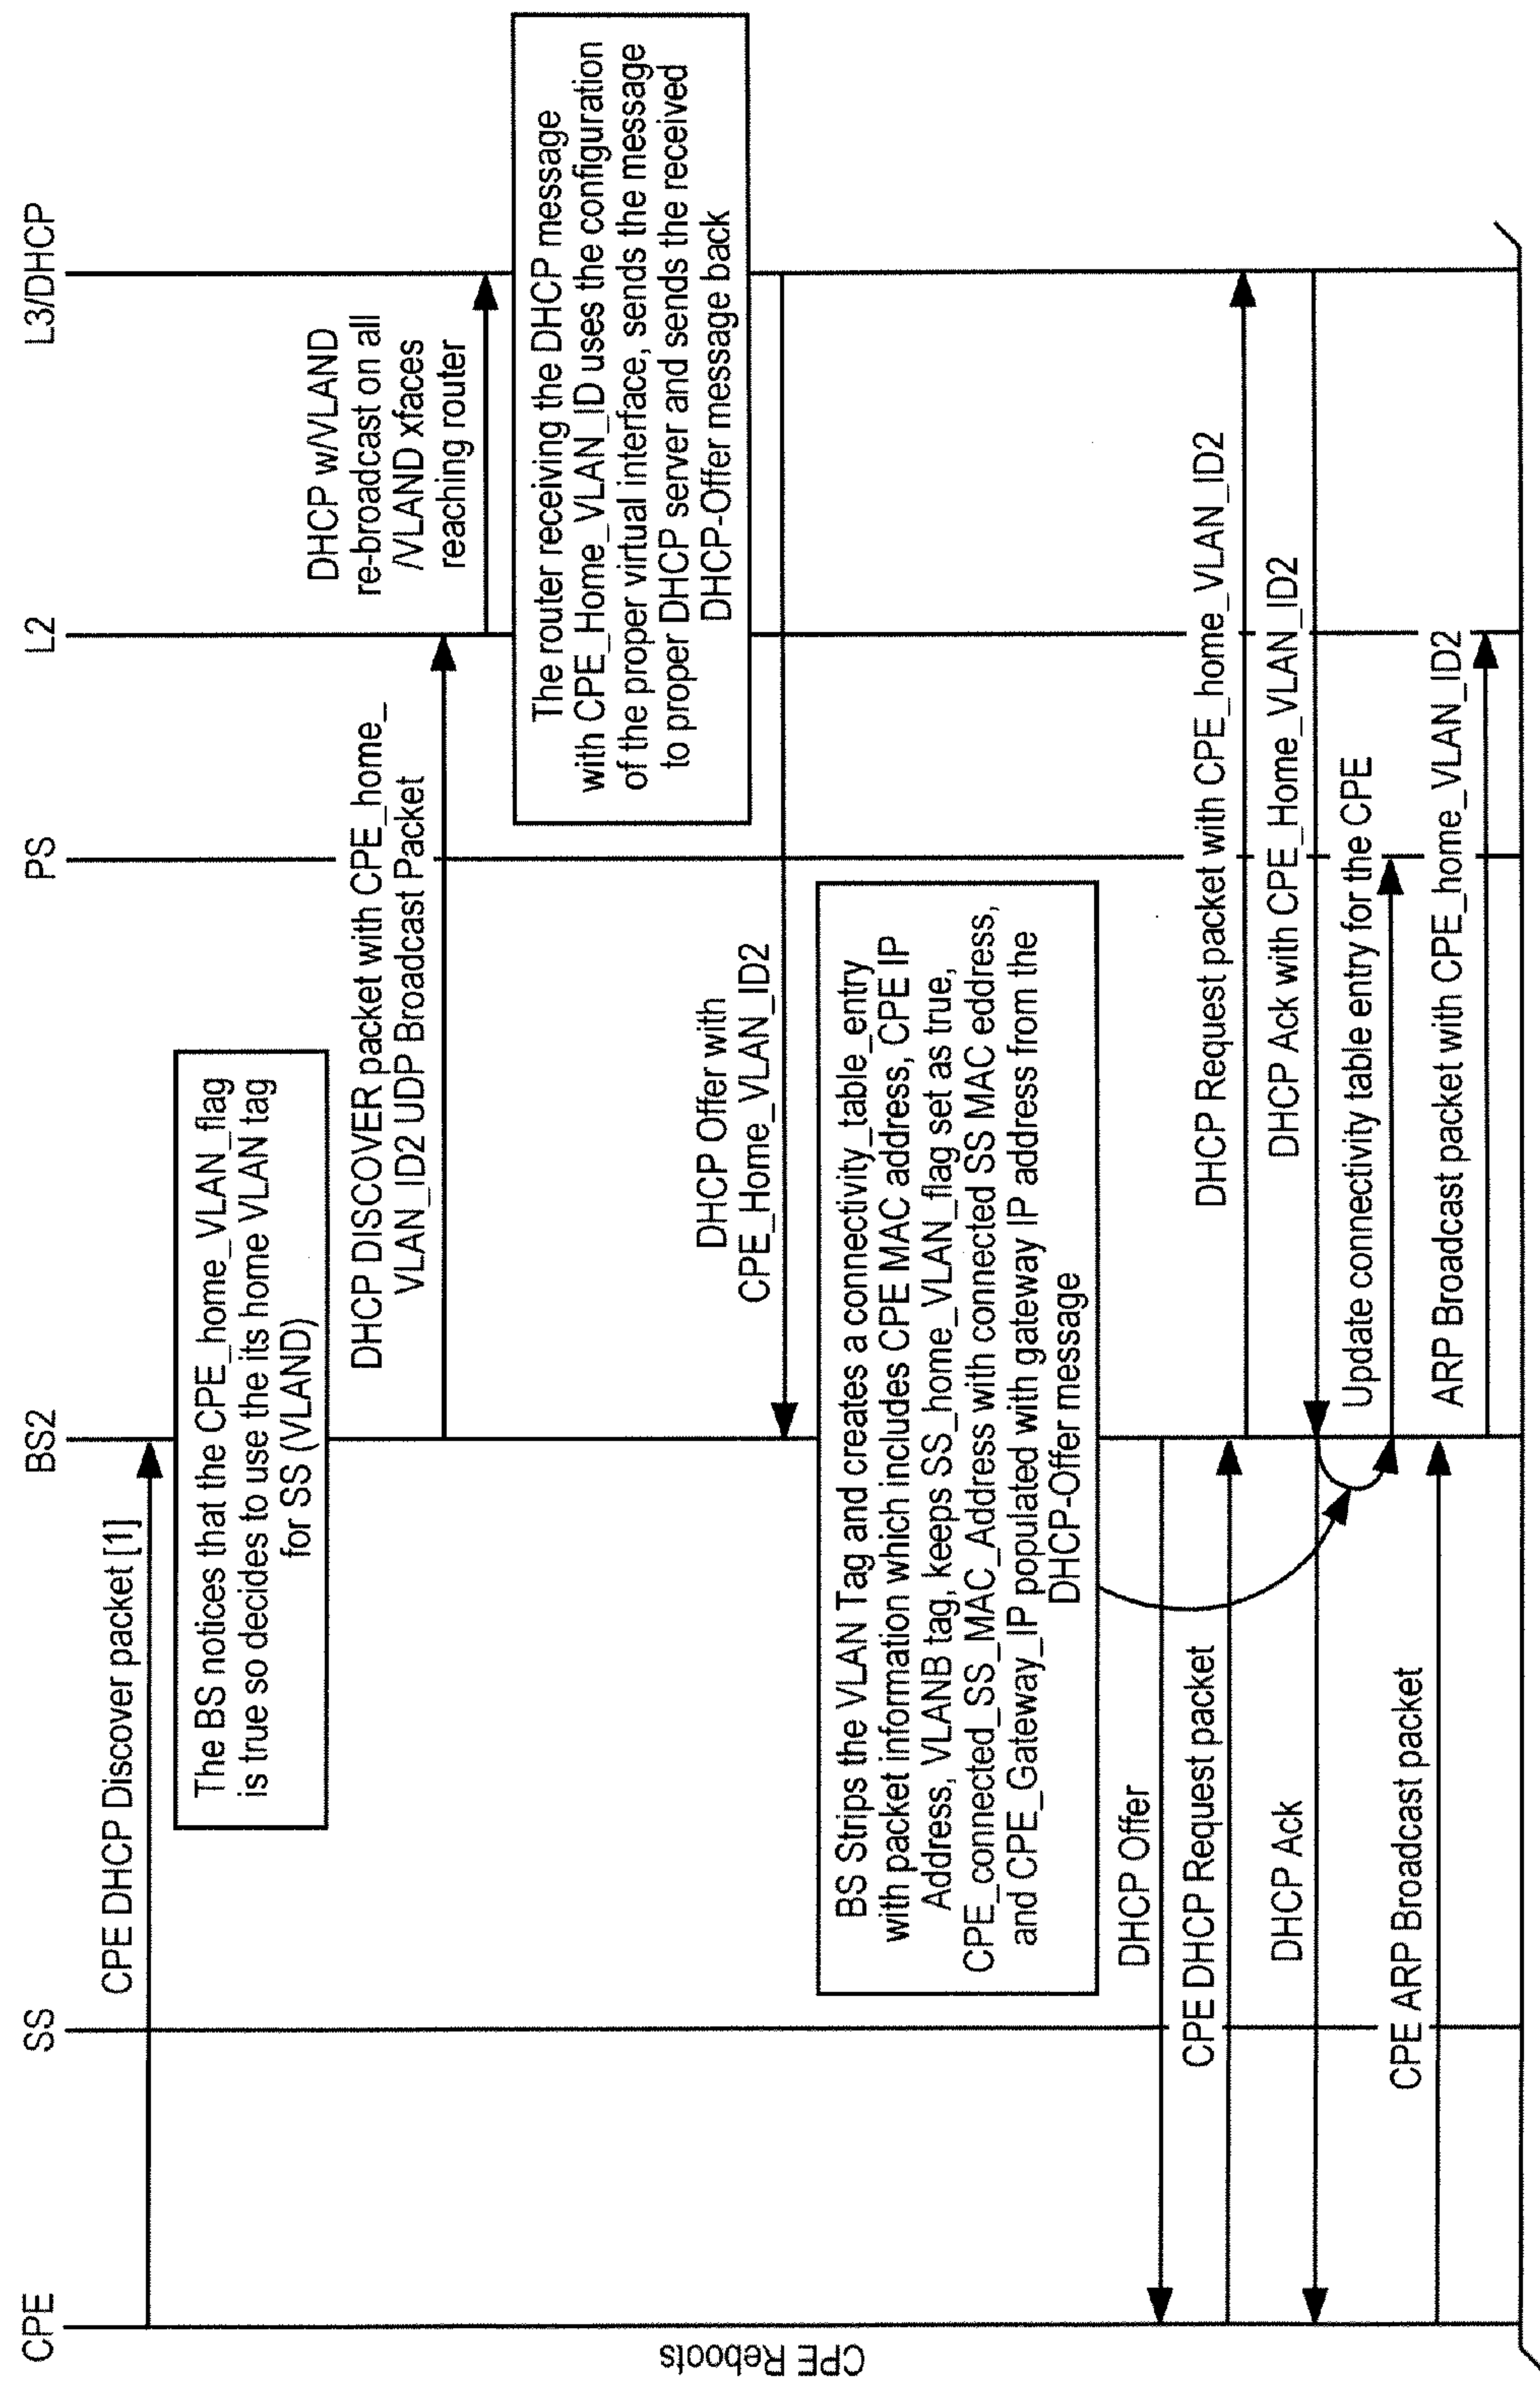 CPE
SS
BS2
PS
L2
L3/DHCP
CPE DHCP Discover packet [1]
The BS notices that the CPE_home_VLAN_flag
is true so decides to use the its home VLAN tag
for SS (VLAND)
DHCP DISCOVER packet with CPE_home_
VLAN_ID2 UDP Broadcast Packet
DHCP w/VLAND
re-broadcast on all
/VLAND xfaces
reaching router
The router receiving the DHCP message
with CPE_Home_VLAN_ID uses the configuration
of the proper virtual interface, sends the message
to proper DHCP server and sends the received
DHCP-Offer message back
DHCP Offer with
CPE_Home_VLAN_ID2
CPE Reboots
BS Strips the VLAN Tag and creates a connectivity_table_entry
with packet information which includes CPE MAC address, CPE IP
Address, VLANB tag, keeps SS_home_VLAN_flag set as true,
CPE_connected_SS_MAC_Address with connected SS MAC eddress,
and CPE_Gateway_IP populated with gateway IP address from the
DHCP-Offer message
DHCP Offer
CPE DHCP Request packet
DHCP Request packet with CPE_home_VLAN_ID2
DHCP Ack
DHCP Ack with CPE_Home_VLAN_ID2
Update connectivity table entry for the CPE
CPE ARP Broadcast packet
ARP Broadcast packet with CPE_home_VLAN_ID2